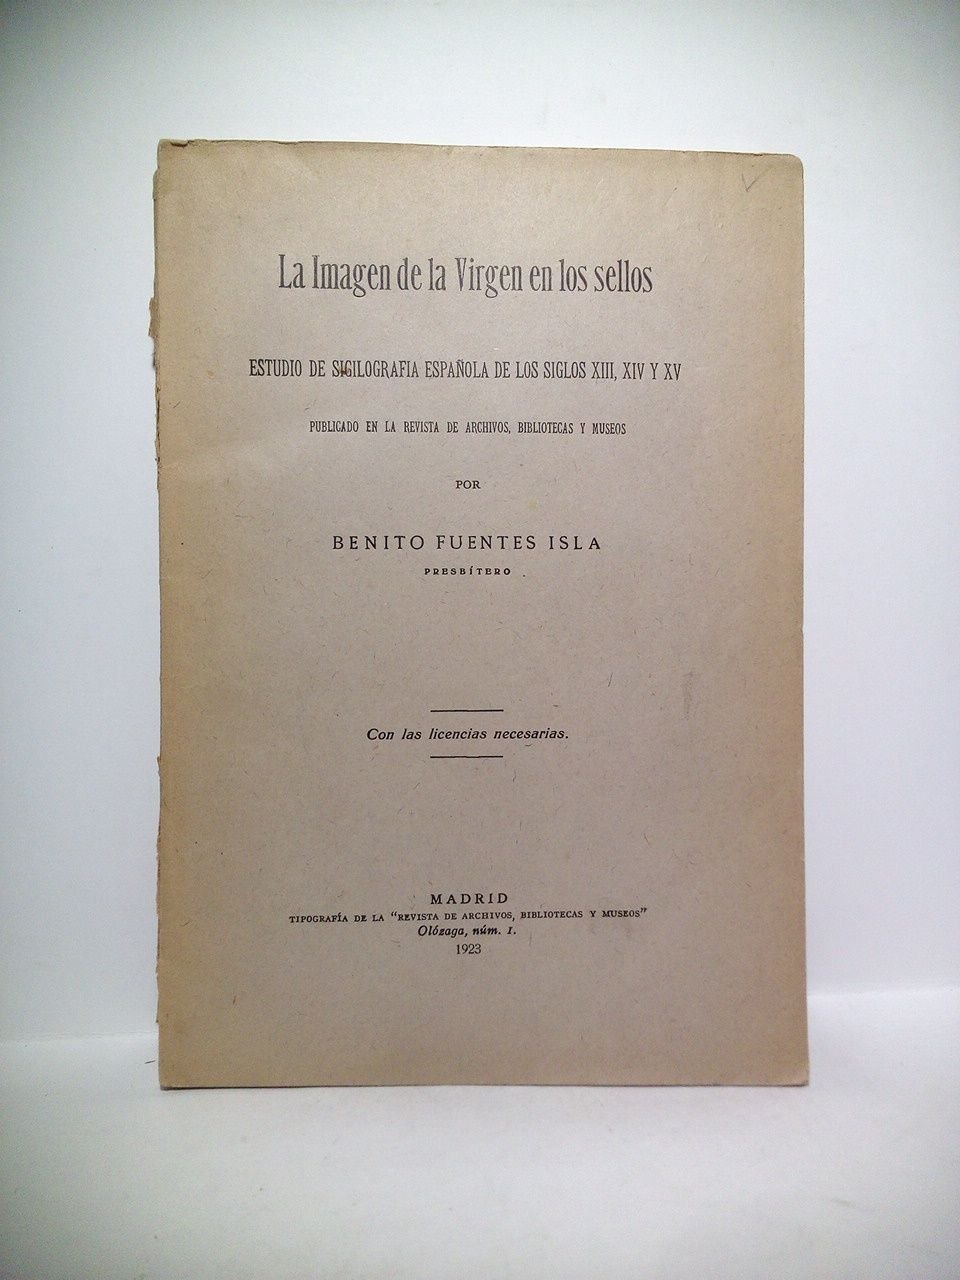 La Imagen de la Virgen en los sellos
ESTUDIO DE SIGILOGRAFIA ESPAÑOLA DE LOS SIGLOS XIII, XIV Y XV
PUBLICADO EN LA REVISTA DE ARCHIVOS, BIBLIOTECAS Y MUSEOS
POR
BENITO FUENTES ISLA
PRESBÍTERO
Con las licencias necesarias.
MADRID
TIPOGRAFÍA DE LA "REVISTA DE ARCHIVOS, BIBLIOTECAS Y MUSEOS"
Olózaga, núm. 1.
1923